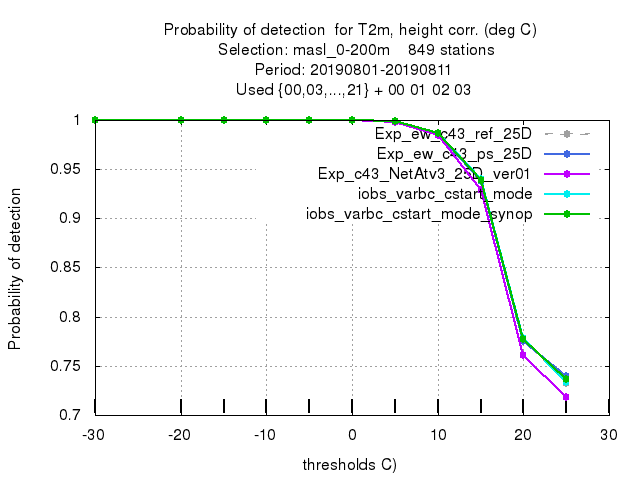 Probability of detection  for T2m, height corr. (deg C)
Selection: masl_0-200m    849 stations
Period: 20190801-20190811
Used {00,03,...,21} + 00 01 02 03
Exp_ew_c43_ref_25D
Exp_ew_c43_ps_25D
Exp_c43_NetAtv3_25D_ver01
iobs_varbc_cstart_mode
iobs_varbc_cstart_mode_synop
1
0.95
0.9
0.85
0.8
0.75
0.7
Probability of detection
-30 -20 -10 0 10 20 30
thresholds C)